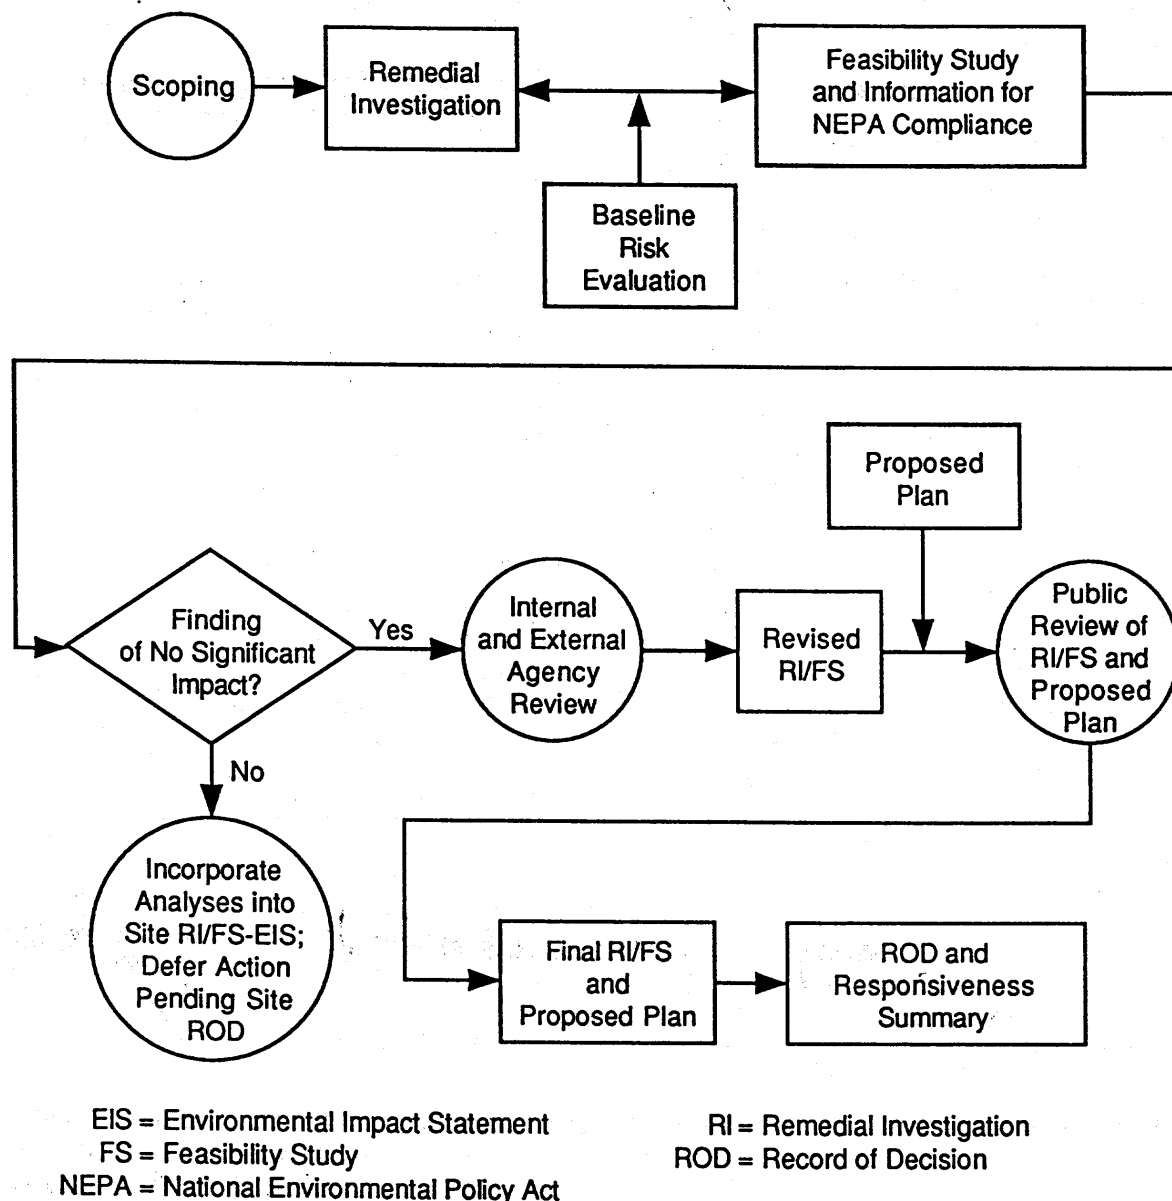 Scoping
Remedial
Investigation
Feasibility Study
and Information for
NEPA Compliance
Baseline
Risk
Evaluation
Proposed
Plan
Finding
of No Significant
Impact?
Yes
Internal
and External
Agency
Review
Revised
RI/FS
Public
Review of
RI/FS and
Proposed
Plan
No
Incorporate
Analyses into
Site RI/FS-EIS;
Defer Action
Pending Site
ROD
Final RI/FS
and
Proposed Plan
ROD and
Responsiveness
Summary
EIS = Environmental Impact Statement
FS = Feasibility Study
NEPA = National Environmental Policy Act
RI = Remedial Investigation
ROD = Record of Decision